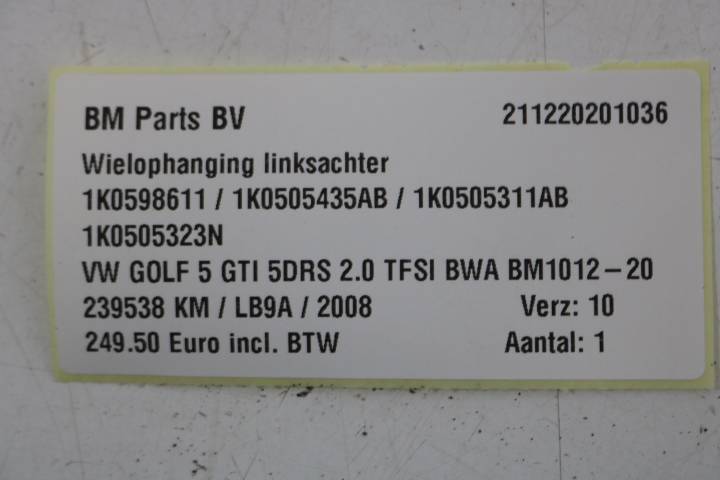 BM Parts BV 211220201036
Wielophanging linksachter
1K0598611 / 1K0505435AB / 1K0505311AB
1K0505323N
VW GOLF 5 GTI 5DRS 2.0 TFSI BWA BM1012-20
239538 KM / LB9A / 2008 Verz: 10
249.50 Euro incl. BTW Aantal: 1